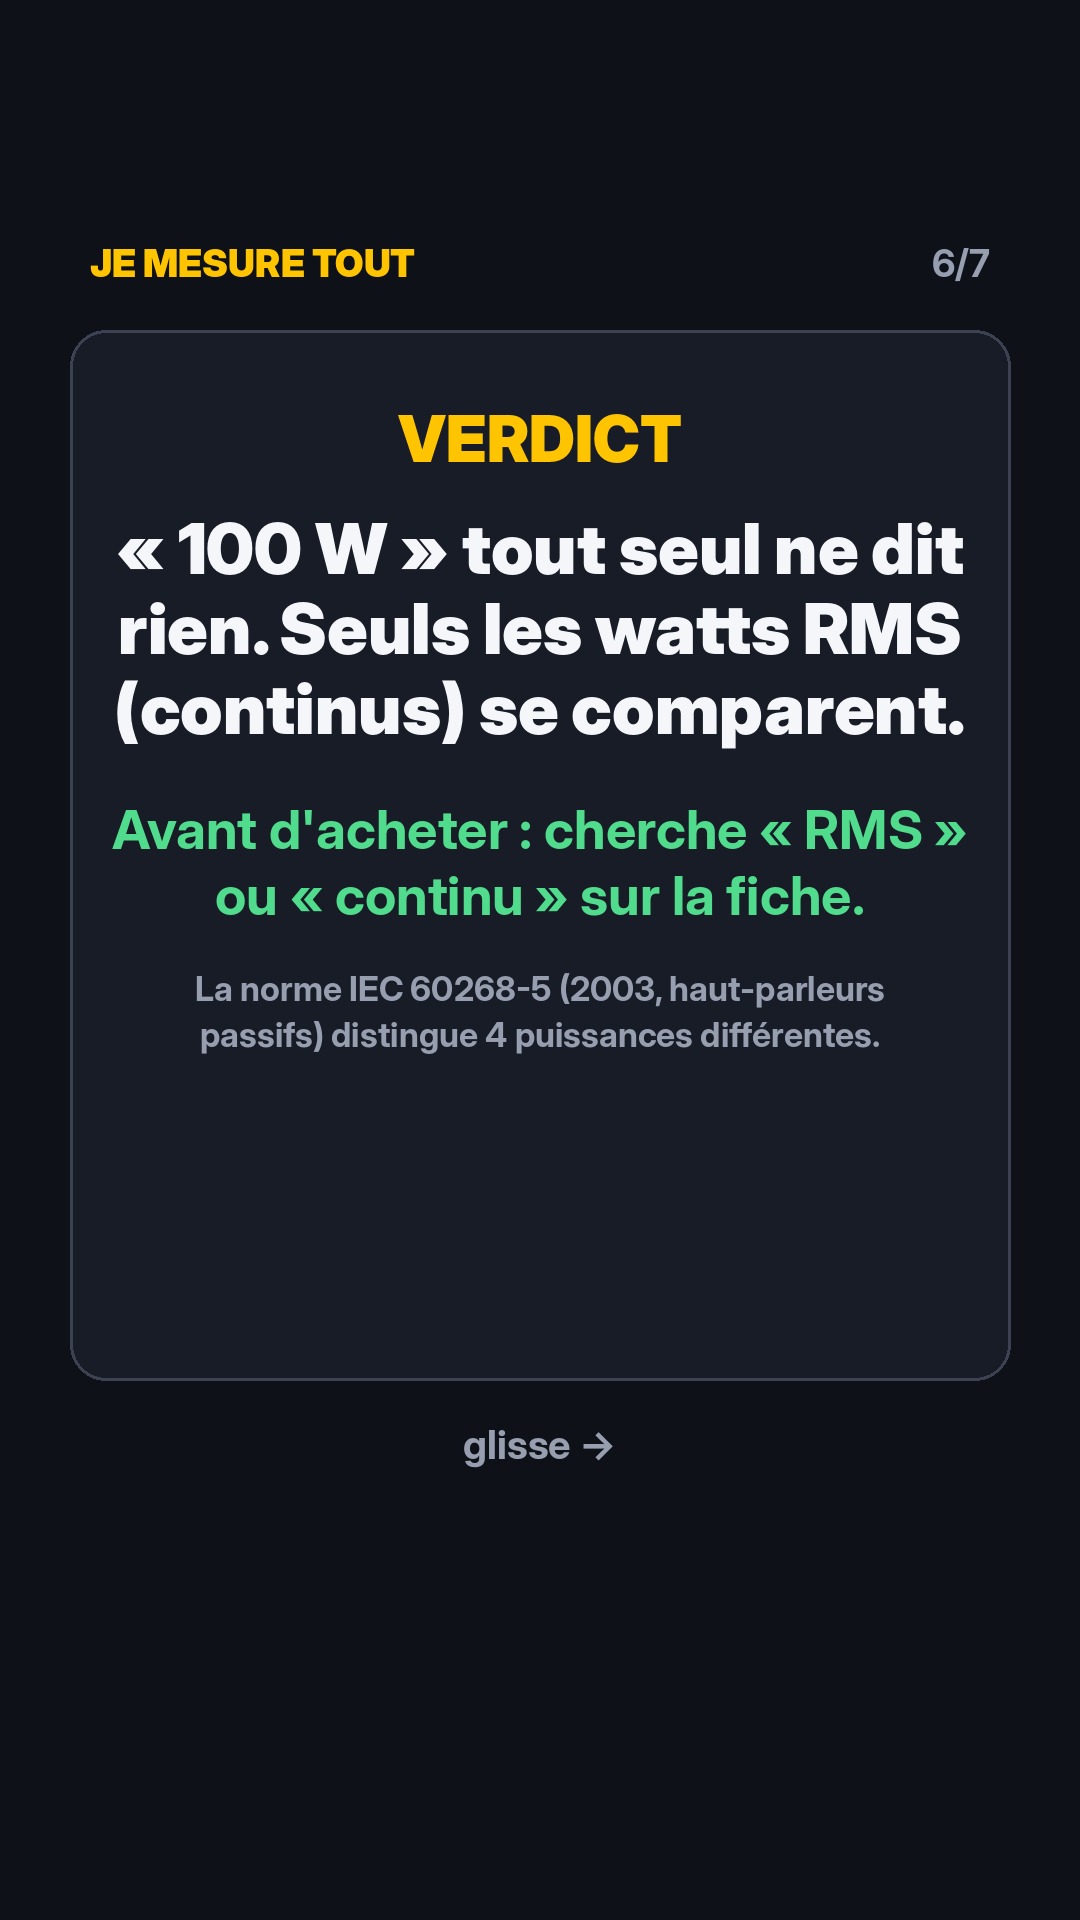 JE MESURE TOUT
6/7
VERDICT
« 100 W » tout seul ne dit
rien. Seuls les watts RMS
(continus) se comparent.
Avant d'acheter : cherche « RMS »
ou « continu » sur la fiche.
La norme IEC 60268-5 (2003, haut-parleurs
passifs) distingue 4 puissances différentes.
glisse →